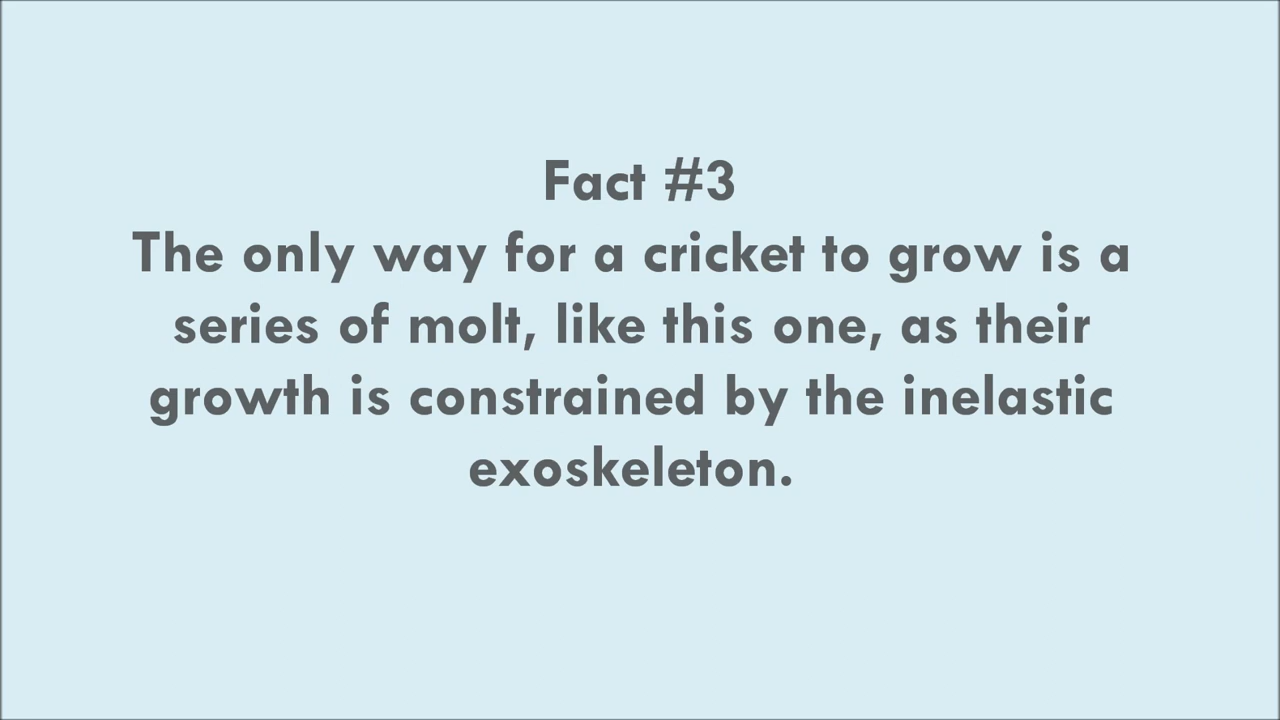 Fact #3
The only way for a cricket to grow is a
series of molt, like this one, as their
growth is constrained by the inelastic
exoskeleton.